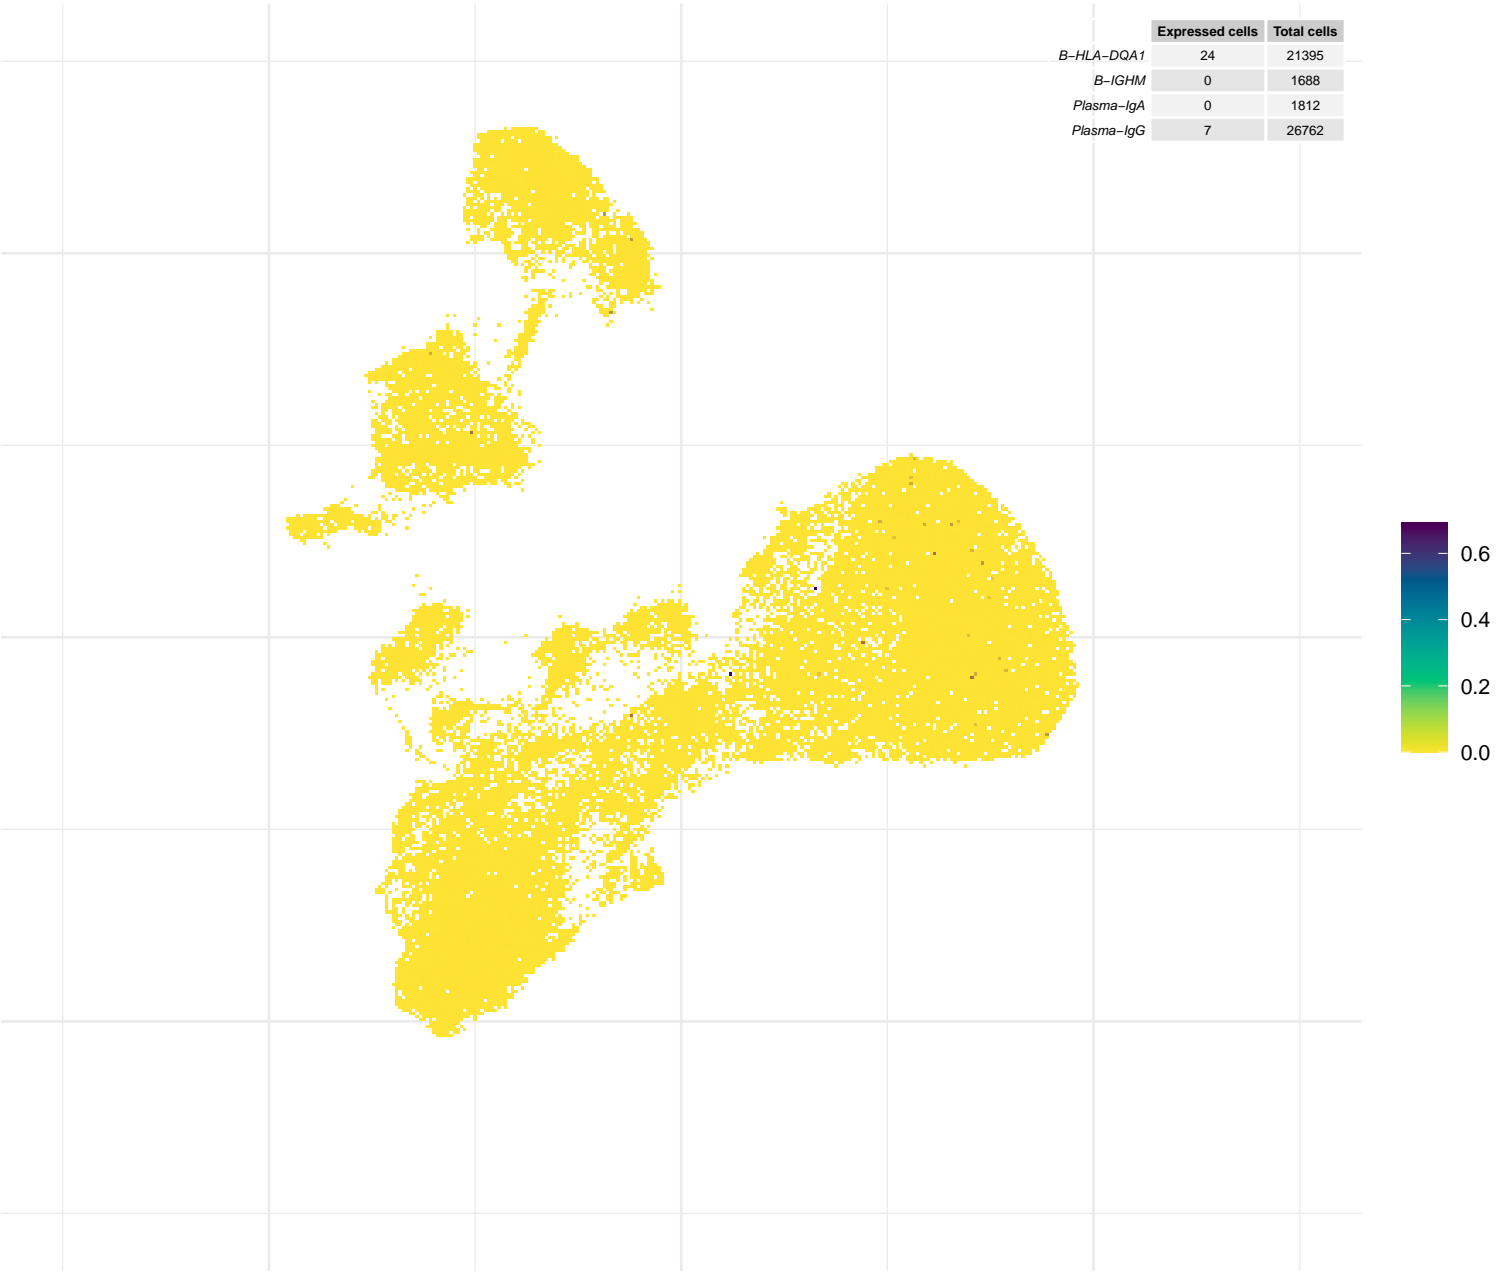 Expressed cells Total cells
B−HLA−DQA1 24 21395
B−IGHM 0 1688
Plasma−IgA 0 1812
Plasma−IgG 7 26762
0.6
0.4
0.2
0.0